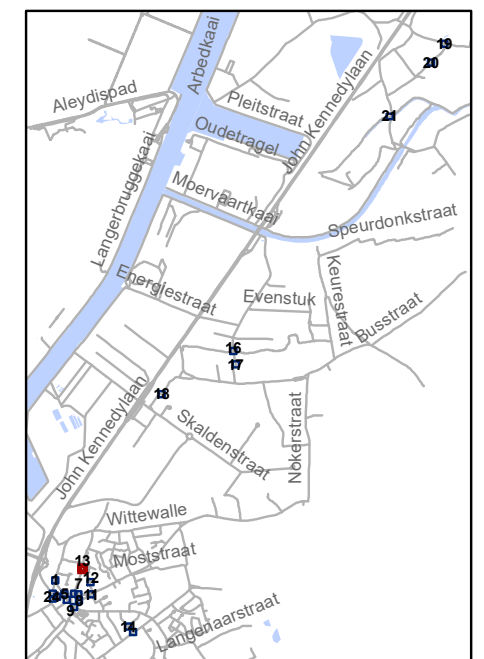 Arbedkaai
19
20
John Kennedylaan
Aleydispad
Pleitstraat
21
Oudetragel
Langerbruggekaai
Moervaartkaai
Speurdonkstraat
Energiestraat
Evenstuk
Keurestraat
Busstraat
16
17
18
John Kennedylaan
Skaldenstraat
Nokerstraat
Wittewalle
Moststraat
13
7
12
11
9
14
Langenaarstraat